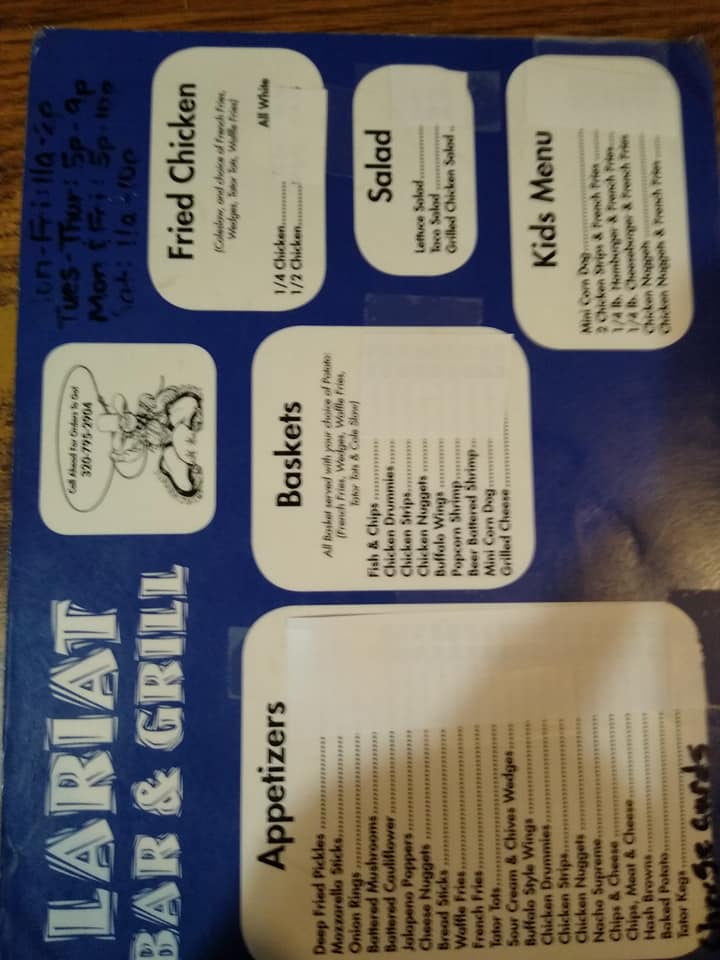 LARIAT
BAR & GRILL
Call Ahead For Orders To Go!
320-795-2904
Fri: 11a-2p
Tues-Thur: 5p-9p
Mon & Fri: 5p-10p
Sat: 11a-10p
Appetizers
Deep Fried Pickles
Mozzarella Sticks
Onion Rings
Battered Mushrooms
Battered Cauliflower
Jalapeno Poppers
Cheese Nuggets
Bread Sticks
Waffle Fries
French Fries
Tator Tots
Sour Cream & Chives Wedges
Buffalo Style Wings
Chicken Drummies
Chicken Strips
Chicken Nuggets
Nacho Supreme
Chips & Cheese
Chips, Meat & Cheese
Hash Browns
Baked Potato
Tator Kegs
cards
Baskets
All Basket served with your choice of Potato:
(French Fries, Wedges, Waffle Fries,
Tator Tots & Cole Slaw)
Fish & Chips
Chicken Drummies
Chicken Strips
Chicken Nuggets
Buffalo Wings
Popcorn Shrimp
Beer Battered Shrimp
Mini Corn Dog
Grilled Cheese
Fried Chicken
(Coleslaw, and choice of French Fries,
Wedges, Tator Tots, Waffle Fries)
All White
1/4 Chicken
1/2 Chicken
Salad
Lettuce Salad
Taco Salad
Grilled Chicken Salad
Kids Menu
Mini Corn Dog
2 Chicken Strips & French Fries
1/4 lb. Hamburger & French Fries
1/4 lb. Cheeseburger & French Fries
Chicken Nuggets
Chicken Nuggets & French Fries